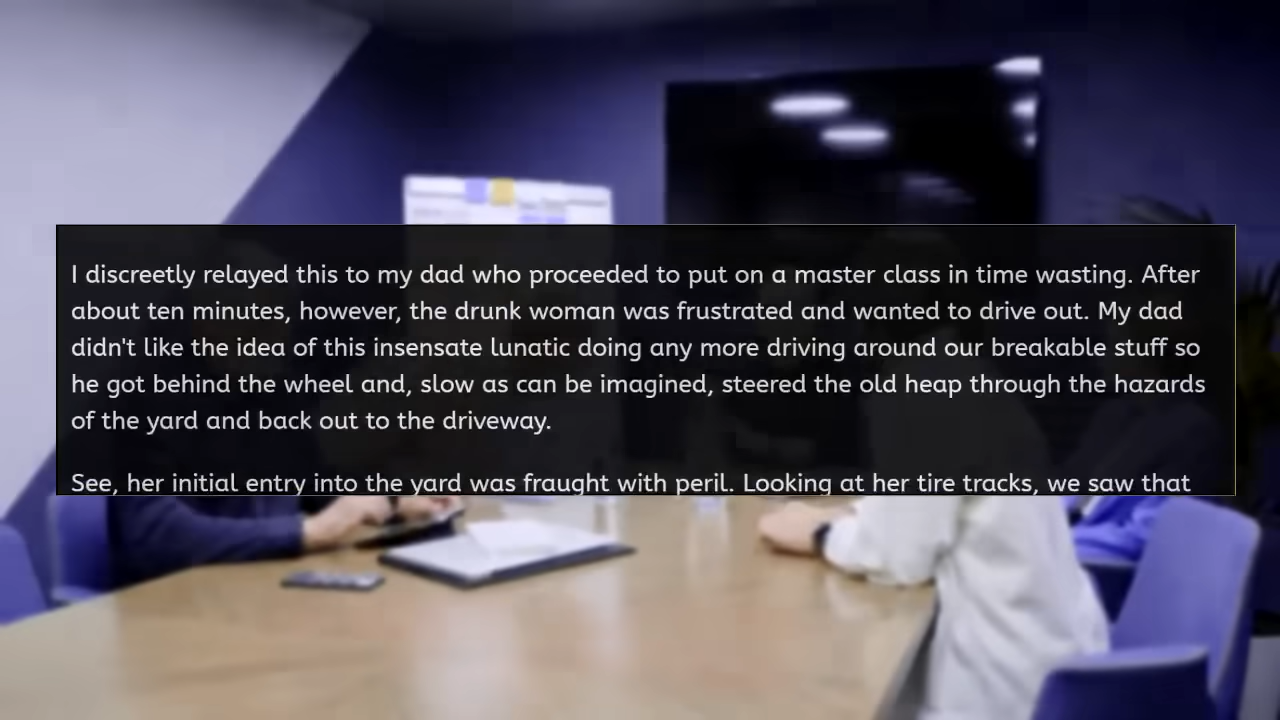 I discreetly relayed this to my dad who proceeded to put on a master class in time wasting. After
about ten minutes, however, the drunk woman was frustrated and wanted to drive out. My dad
didn't like the idea of this insensate lunatic doing any more driving around our breakable stuff so
he got behind the wheel and, slow as can be imagined, steered the old heap through the hazards
of the yard and back out to the driveway.
See, her initial entry into the yard was fraught with peril. Looking at her tire tracks, we saw that